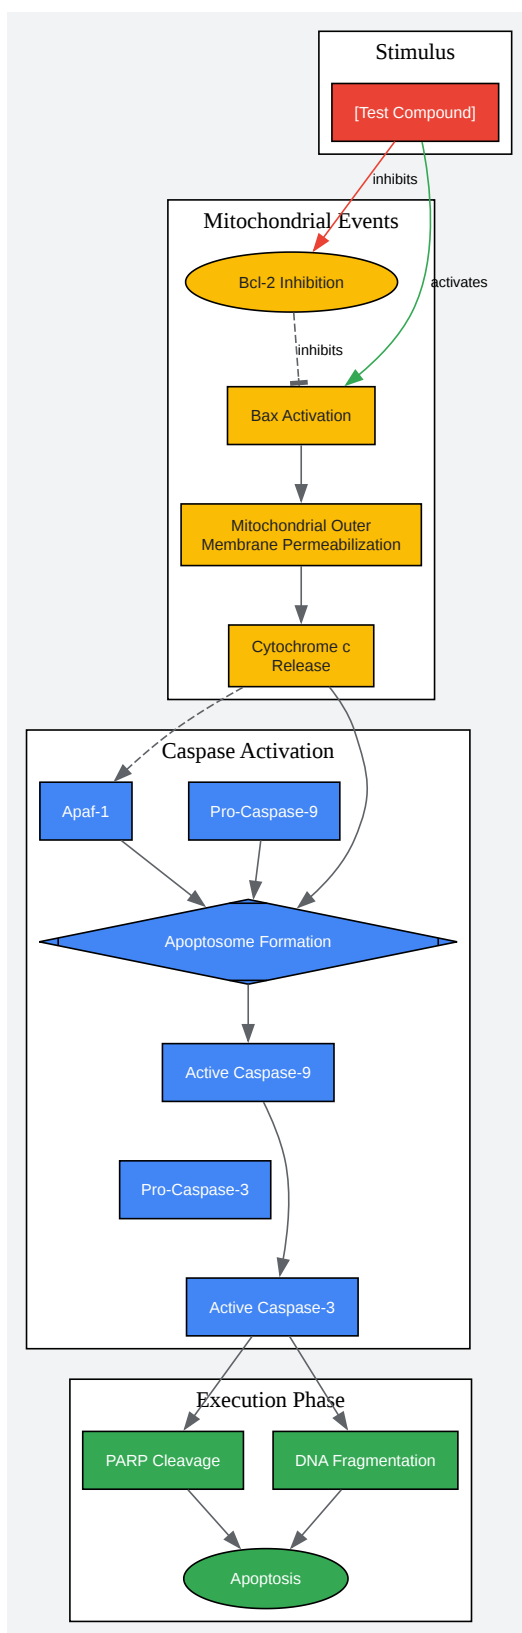 Stimulus
[Test Compound]
inhibits
Mitochondrial Events
Bcl-2 Inhibition
activates
inhibits
Bax Activation
Mitochondrial Outer
Membrane Permeabilization
Cytochrome c
Release
Caspase Activation
Apaf-1
Pro-Caspase-9
Apoptosome Formation
Active Caspase-9
Pro-Caspase-3
Active Caspase-3
Execution Phase
PARP Cleavage
DNA Fragmentation
Apoptosis